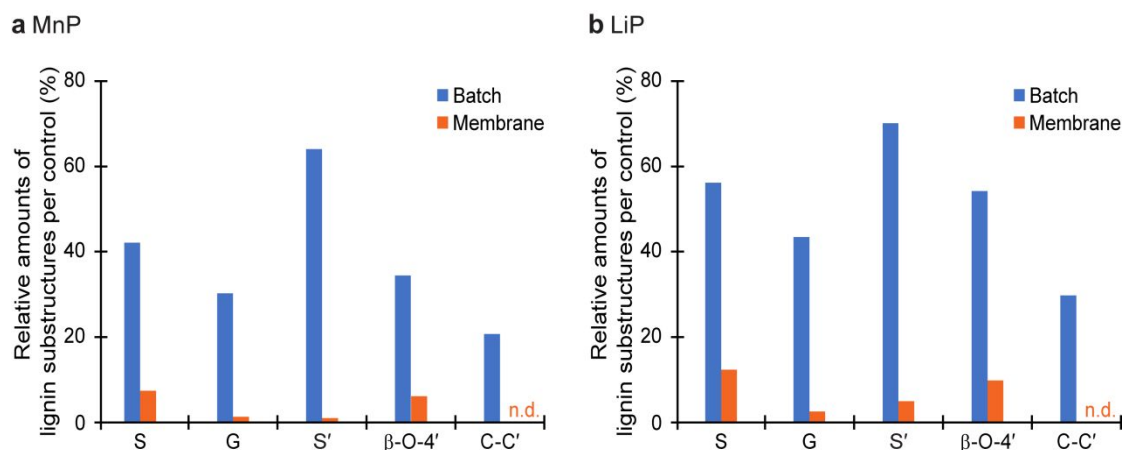 a MnP
Relative amounts of
lignin substructures per control (%)
80
60
40
20
0
Batch
Membrane
n.d.
S G S′ β-O-4′ C-C′
b LiP
Relative amounts of
lignin substructures per control (%)
80
60
40
20
0
Batch
Membrane
n.d.
S G S′ β-O-4′ C-C′